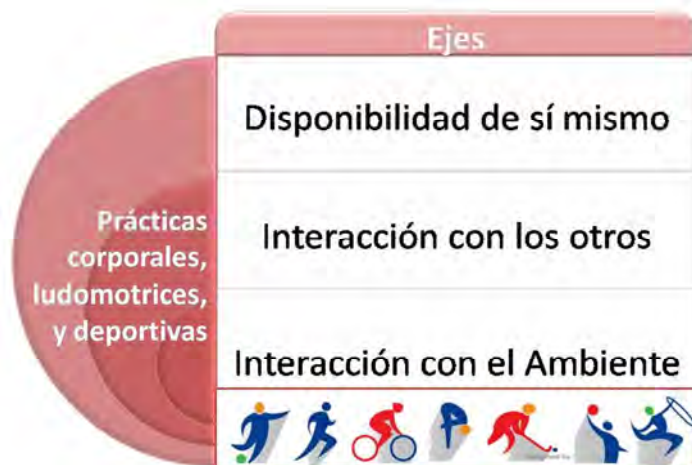 Ejes
Disponibilidad de sí mismo
Prácticas
corporales,
ludomotrices,
y deportivas
Interacción con los otros
Interacción con el Ambiente